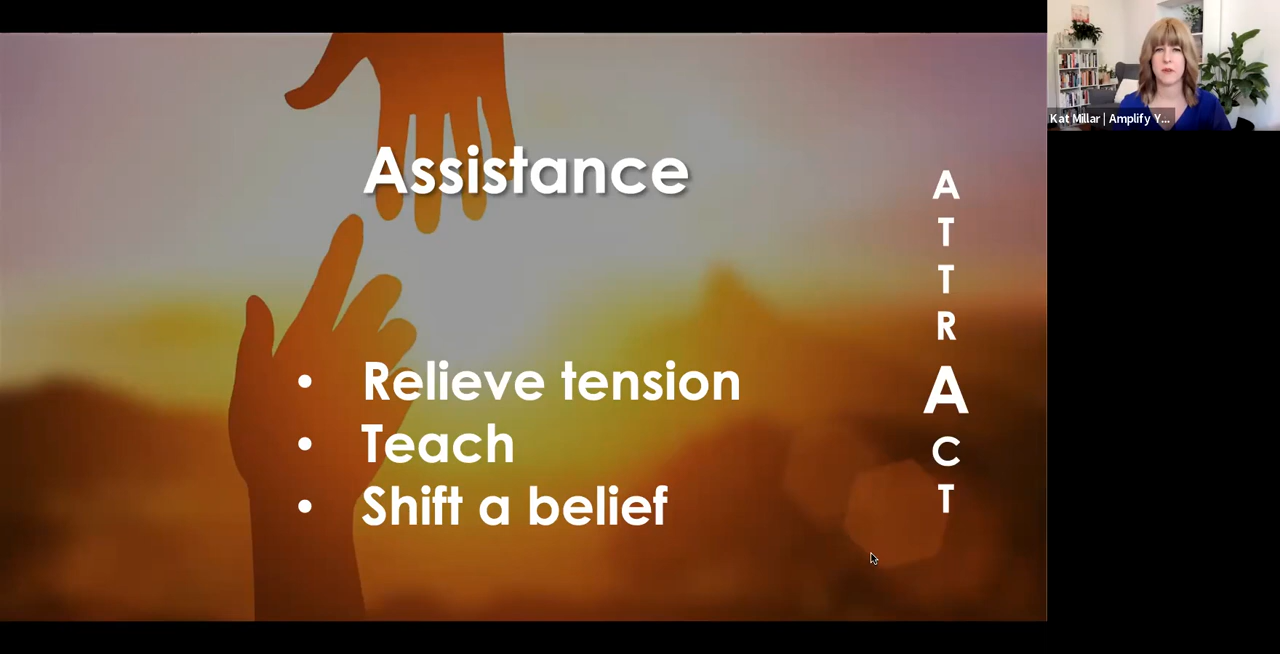 Assistance
• Relieve tension
• Teach
• Shift a belief
A
T
T
R
A
C
T
Kat Millar | Amplify Y...